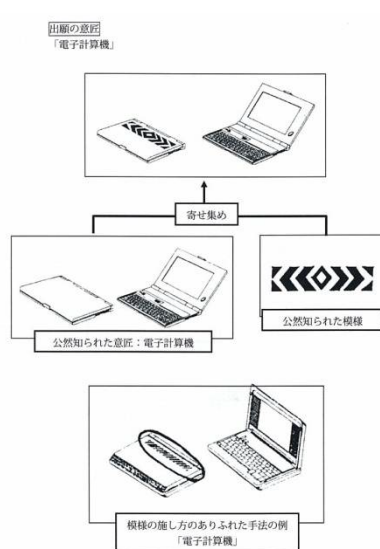 出願の意匠
「電子計算機」
寄せ集め
公然知られた意匠：電子計算機
公然知られた模様
模様の施し方のありふれた手法の例
「電子計算機」